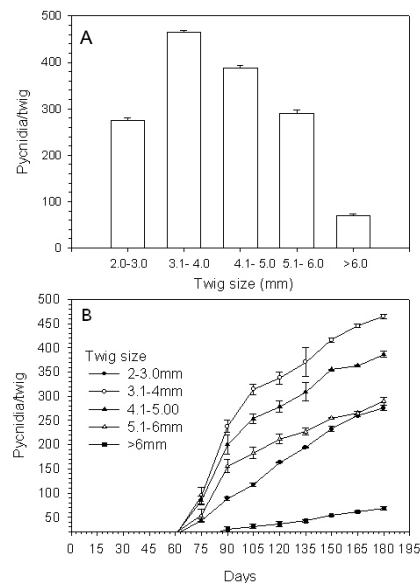 500
A
400
300
200
100
0
Pycnidia/twig
2.0-3.0 3.1- 4.0 4.1- 5.0 5.1- 6.0 >6.0
Twig size (mm)
500
B
450
400
350
300
250
200
150
100
50
Pycnidia/twig
Twig size
2-3.0mm
3.1-4mm
4.1-5.00
5.1-6mm
>6mm
0 15 30 45 60 75 90 105 120 135 150 165 180 195
Days